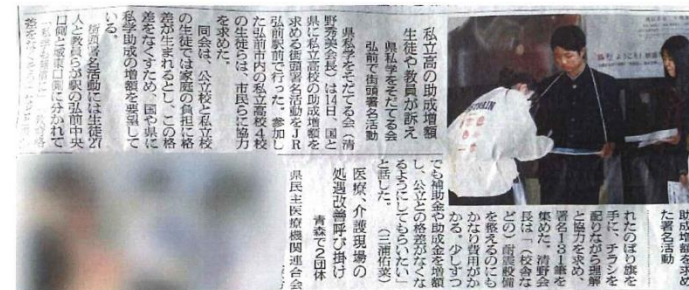 私立高の助成増額
生徒や教員が訴え
県私学をそだてる会
弘前で街頭署名活動
県私学をそだてる会（清
野秀美会長）は14日、国と
県に私立高校の助成増額を
求める街頭署名活動をJR
弘前駅前で行った。参加し
た弘前市内の私立高校4校
の生徒らは、市民らに協力
を求めた。
同会は、公立校と私立校
の生徒では家庭の負担に格
差が生まれるとし、この格
差をなくすため、国や県に
私学助成の増額を要望して
いる。
街頭署名活動には生徒27
人と教員らが駅の弘前中央
口側と城東口側に分かれて
助成増額を求め
た署名活動
れたのぼり旗を
手に、チラシを
配りながら理解
と協力を求め、
署名131筆を
集めた。清野会
長は「（校舎な
どの）耐震設備
を整えるのにも
かなり費用がか
かる。少しずつ
でも補助金や助成金を増額
し、公立との格差がなくな
るようにしてもらいたい」
と話した。（三浦佑菜）
医療、介護現場の
処遇改善呼び掛け
青森で2団体
県民主医療機関連合会